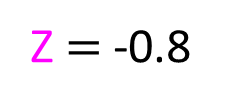 Z = -0.8